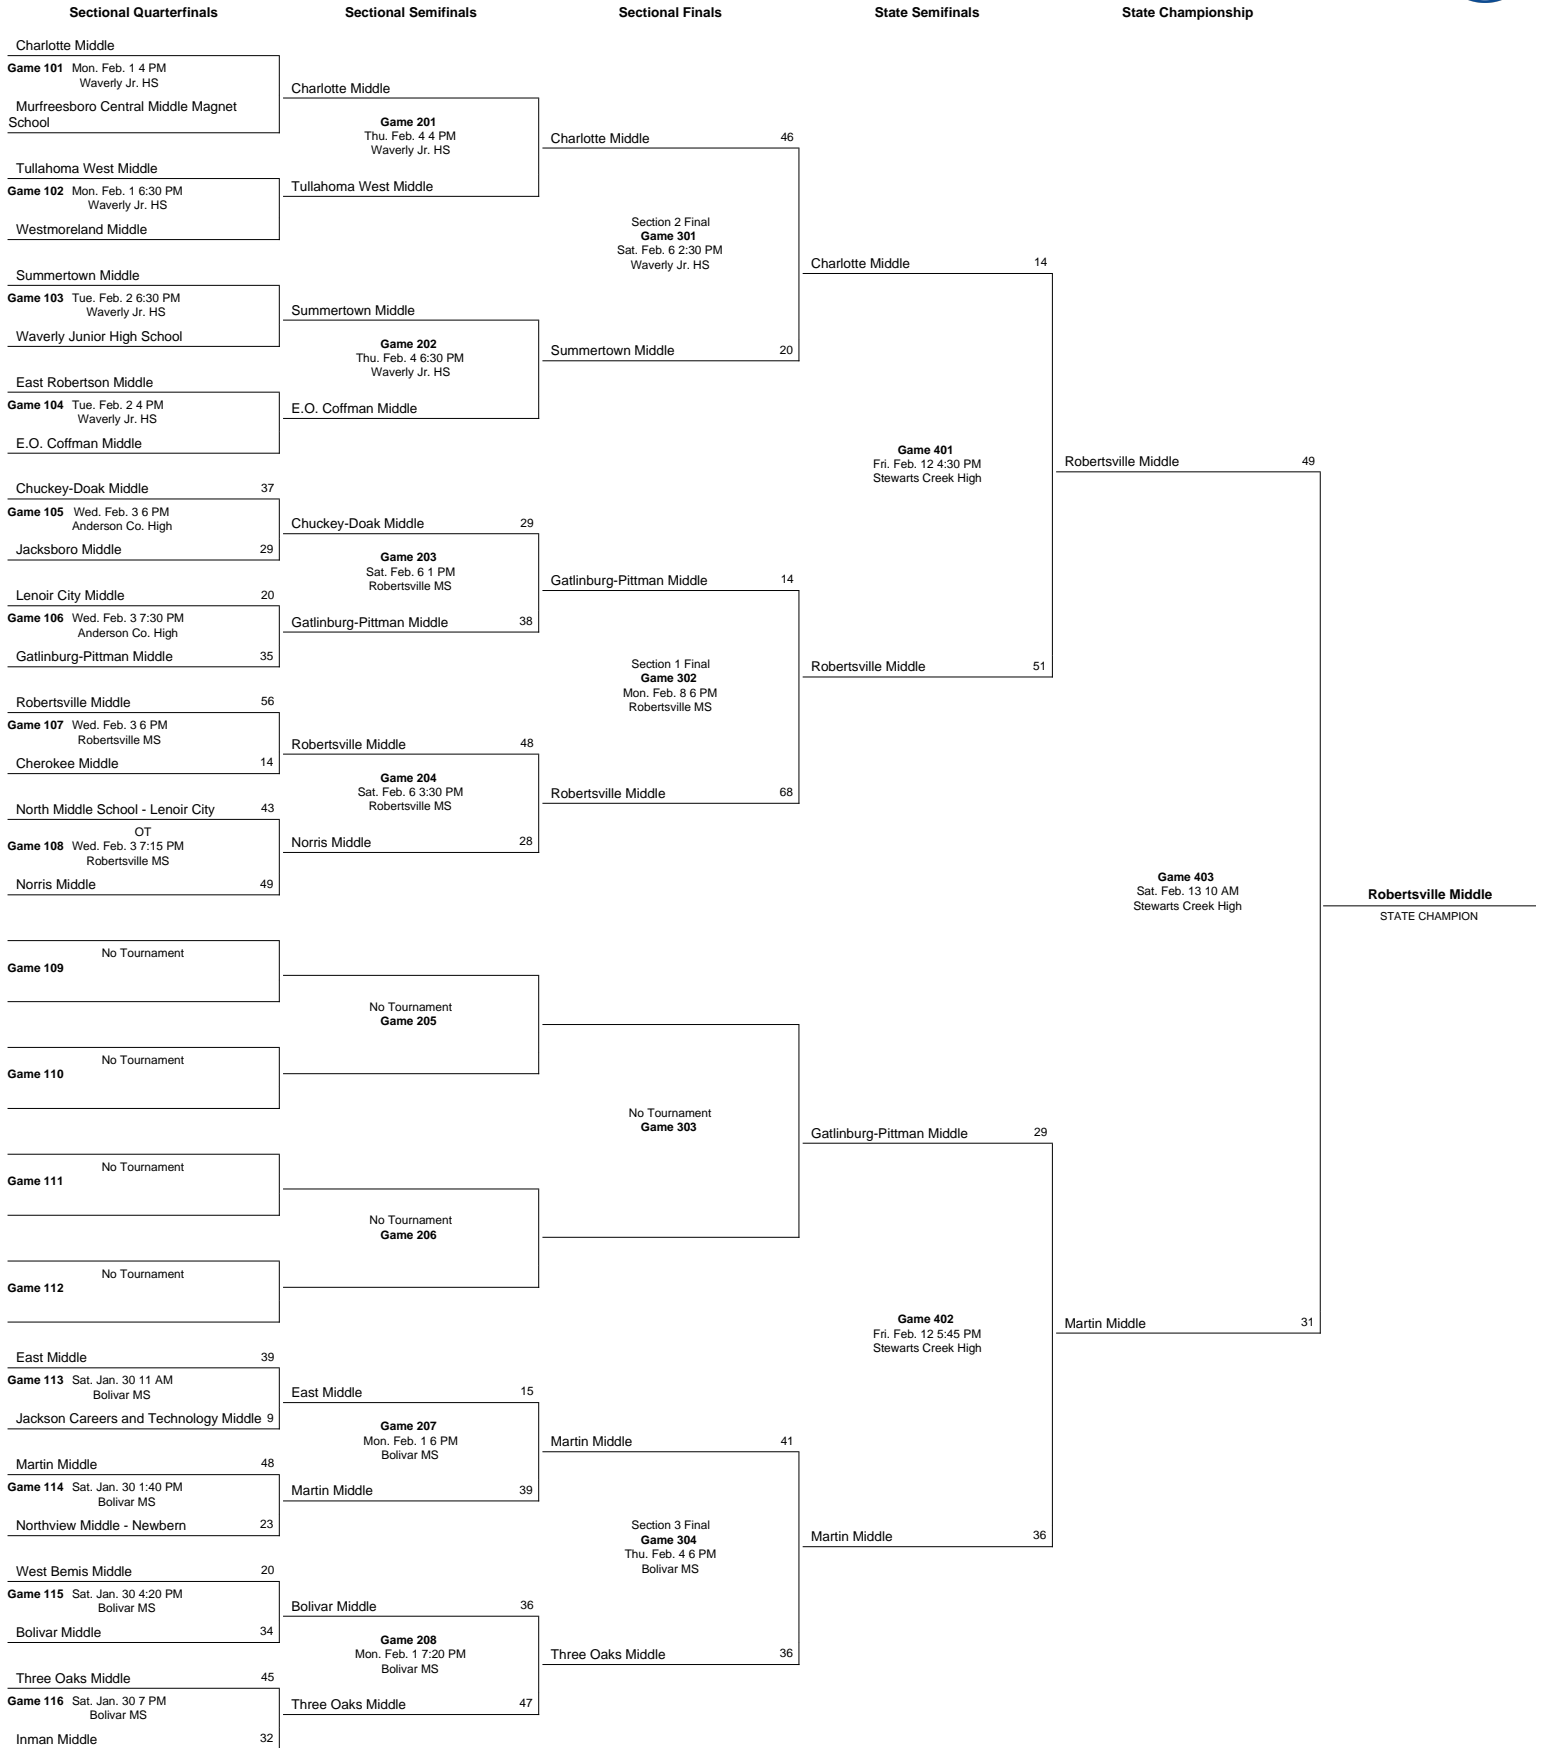 Sectional Quarterfinals
Sectional Semifinals
Sectional Finals
State Semifinals
State Championship
Charlotte Middle
Game 101 Mon. Feb. 1 4 PM
Waverly Jr. HS
Murfreesboro Central Middle Magnet
School
Tullahoma West Middle
Game 102 Mon. Feb. 1 6:30 PM
Waverly Jr. HS
Westmoreland Middle
Summertown Middle
Game 103 Tue. Feb. 2 6:30 PM
Waverly Jr. HS
Waverly Junior High School
East Robertson Middle
Game 104 Tue. Feb. 2 4 PM
Waverly Jr. HS
E.O. Coffman Middle
Chuckey-Doak Middle 37
Game 105 Wed. Feb. 3 6 PM
Anderson Co. High
Jacksboro Middle 29
Lenoir City Middle 20
Game 106 Wed. Feb. 3 7:30 PM
Anderson Co. High
Gatlinburg-Pittman Middle 35
Robertsville Middle 56
Game 107 Wed. Feb. 3 6 PM
Robertsville MS
Cherokee Middle 14
North Middle School - Lenoir City 43
OT
Game 108 Wed. Feb. 3 7:15 PM
Robertsville MS
Norris Middle 49
No Tournament
Game 109
No Tournament
Game 110
No Tournament
Game 111
No Tournament
Game 112
East Middle 39
Game 113 Sat. Jan. 30 11 AM
Bolivar MS
Jackson Careers and Technology Middle 9
Martin Middle 48
Game 114 Sat. Jan. 30 1:40 PM
Bolivar MS
Northview Middle - Newbern 23
West Bemis Middle 20
Game 115 Sat. Jan. 30 4:20 PM
Bolivar MS
Bolivar Middle 34
Three Oaks Middle 45
Game 116 Sat. Jan. 30 7 PM
Bolivar MS
Inman Middle 32
Charlotte Middle
Game 201
Thu. Feb. 4 4 PM
Waverly Jr. HS
Tullahoma West Middle
Summertown Middle
Game 202
Thu. Feb. 4 6:30 PM
Waverly Jr. HS
E.O. Coffman Middle
Chuckey-Doak Middle 29
Game 203
Sat. Feb. 6 1 PM
Robertsville MS
Gatlinburg-Pittman Middle 38
Robertsville Middle 48
Game 204
Sat. Feb. 6 3:30 PM
Robertsville MS
Norris Middle 28
No Tournament
Game 205
No Tournament
Game 206
East Middle 15
Game 207
Mon. Feb. 1 6 PM
Bolivar MS
Martin Middle 39
Bolivar Middle 36
Game 208
Mon. Feb. 1 7:20 PM
Bolivar MS
Three Oaks Middle 47
Charlotte Middle 46
Section 2 Final
Game 301
Sat. Feb. 6 2:30 PM
Waverly Jr. HS
Summertown Middle 20
Gatlinburg-Pittman Middle 14
Section 1 Final
Game 302
Mon. Feb. 8 6 PM
Robertsville MS
Robertsville Middle 68
No Tournament
Game 303
Martin Middle 41
Section 3 Final
Game 304
Thu. Feb. 4 6 PM
Bolivar MS
Three Oaks Middle 36
Charlotte Middle 14
Game 401
Fri. Feb. 12 4:30 PM
Stewarts Creek High
Robertsville Middle 51
Gatlinburg-Pittman Middle 29
Game 402
Fri. Feb. 12 5:45 PM
Stewarts Creek High
Martin Middle 36
Robertsville Middle 49
Game 403
Sat. Feb. 13 10 AM
Stewarts Creek High
Martin Middle 31
Robertsville Middle
STATE CHAMPION